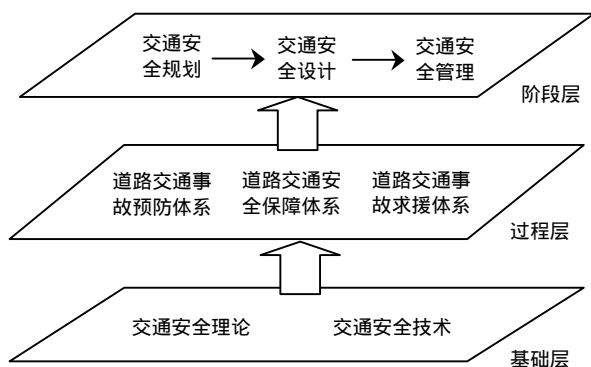 交通安
全规划
交通安
全设计
交通安
全管理
阶段层
道路交通事
故预防体系
道路交通安
全保障体系
道路交通事
故求援体系
过程层
交通安全理论
交通安全技术
基础层